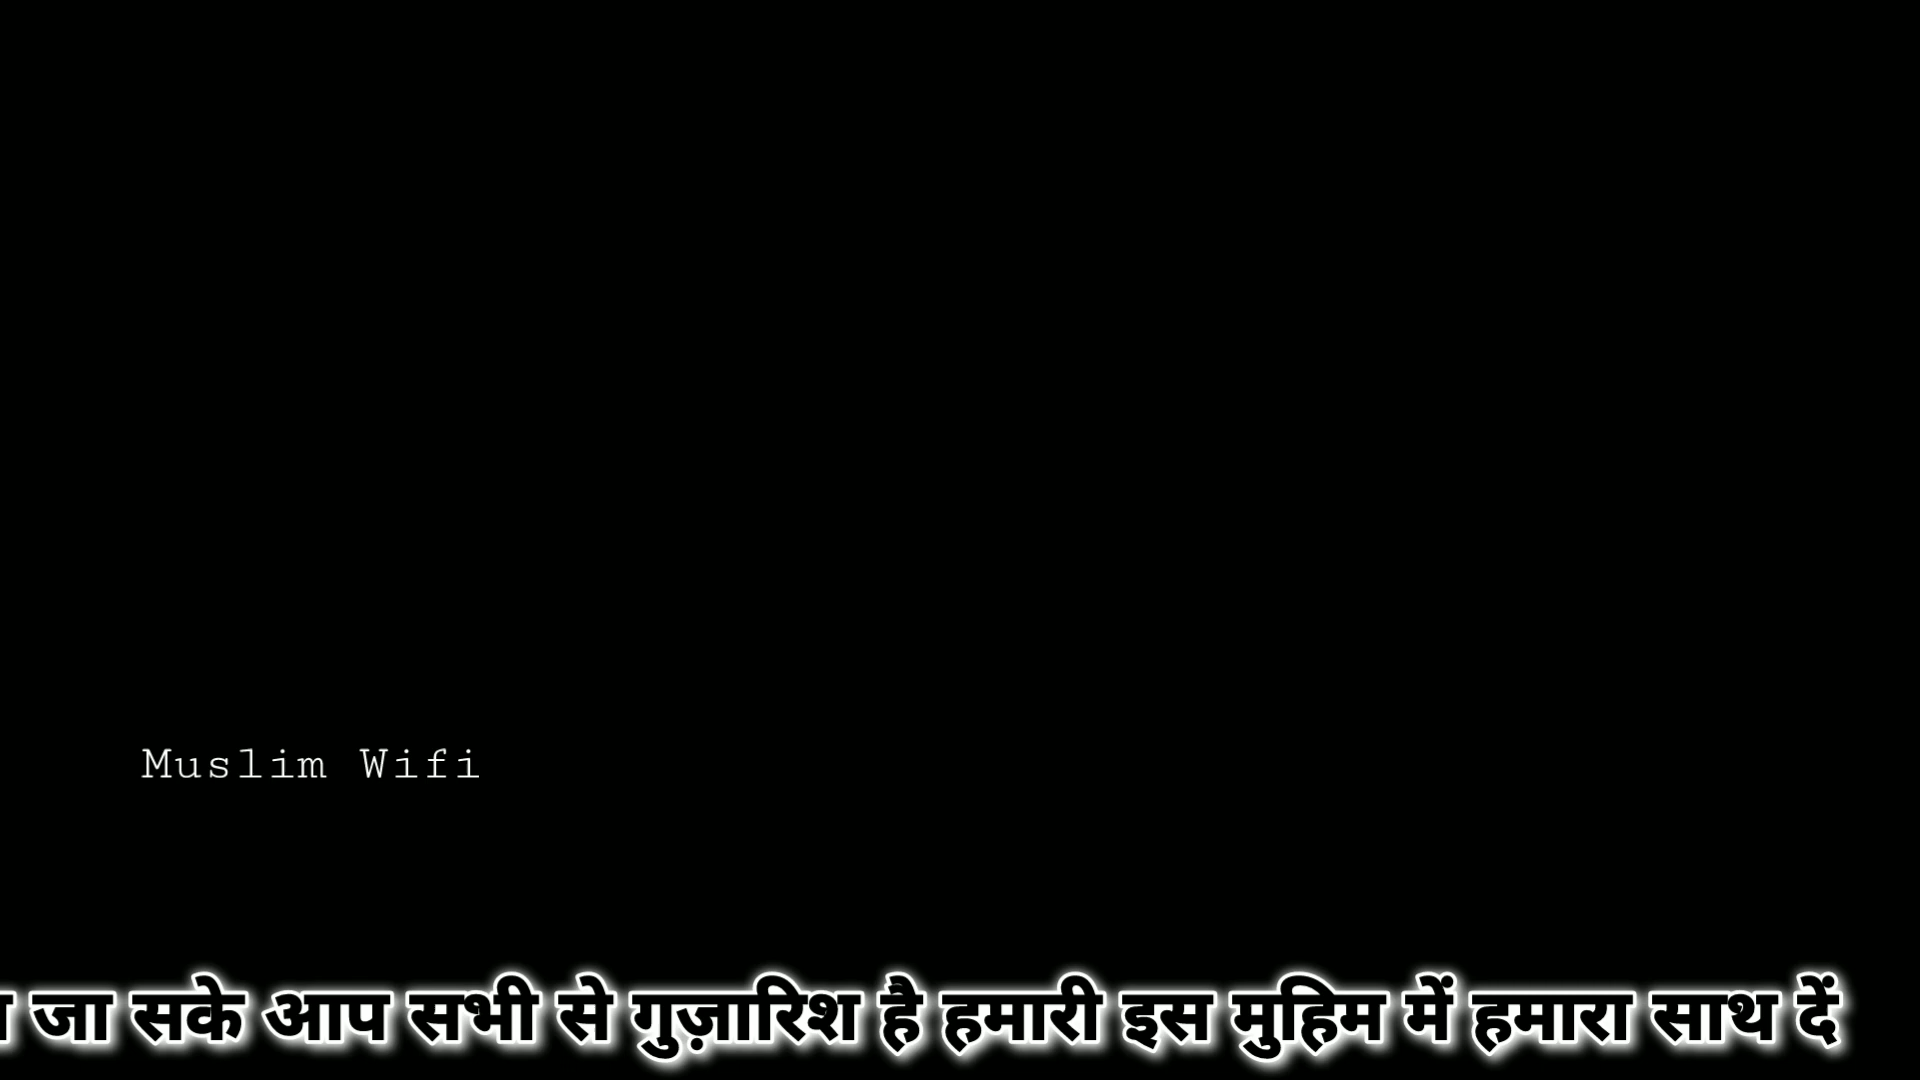 Muslim Wifi
जा सके आप सभी से गुज़ारिश है हमारी इस मुहिम में हमारा साथ दें